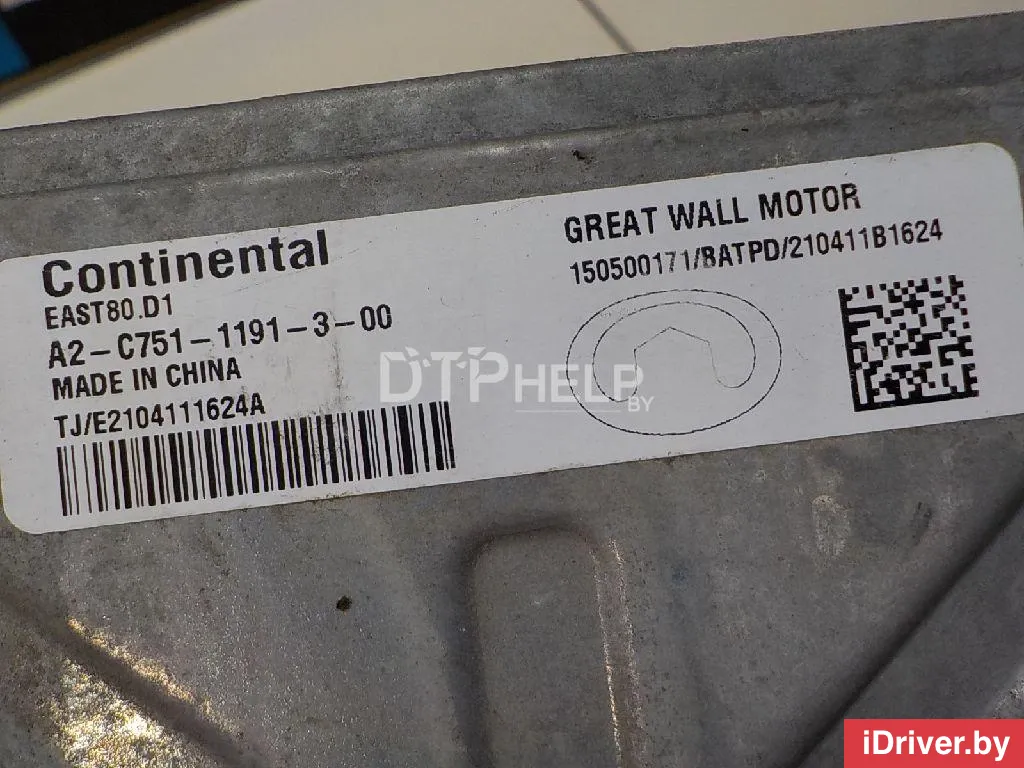 Continental
EAST80.D1
A2-C751-1191-3-00
MADE IN CHINA
TJ/E2104111624A
GREAT WALL MOTOR
150500171/BATPD/210411B1624
DTPHELP
.BY
iDriver.by